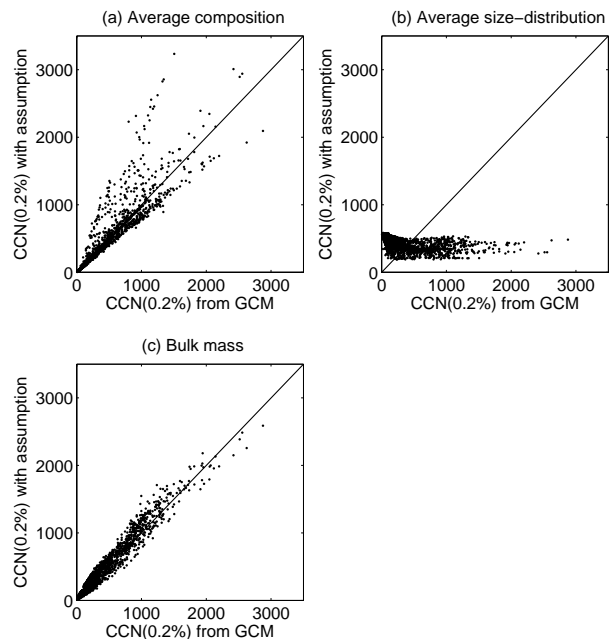 (a) Average composition
3000
2000
1000
0
0 1000 2000 3000
CCN(0.2%) with assumption
CCN(0.2%) from GCM
(b) Average size−distribution
3000
2000
1000
0
0 1000 2000 3000
CCN(0.2%) with assumption
CCN(0.2%) from GCM
(c) Bulk mass
3000
2000
1000
0
0 1000 2000 3000
CCN(0.2%) with assumption
CCN(0.2%) from GCM